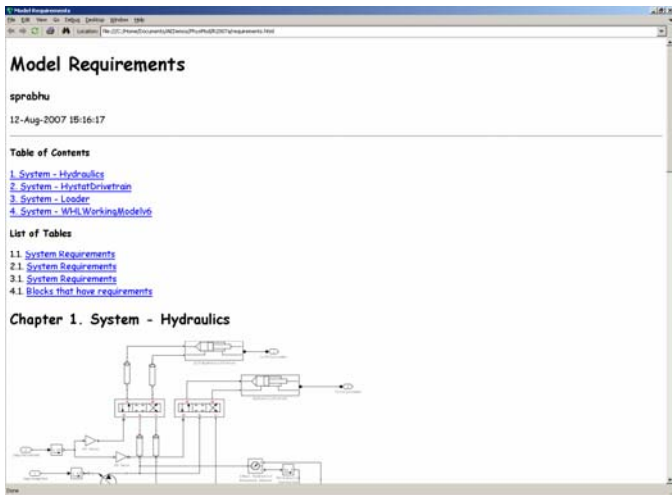 Model Requirements
File Edit View Go Debug Desktop Window Help
Location:
Model Requirements
sprabhu
12-Aug-2007 15:16:17
Table of Contents
1. System - Hydraulics
2. System - HystatDrivetrain
3. System - Loader
4. System - WHLWorkingModelv6
List of Tables
1.1. System Requirements
2.1. System Requirements
3.1. System Requirements
4.1. Blocks that have requirements
Chapter 1. System - Hydraulics
Done